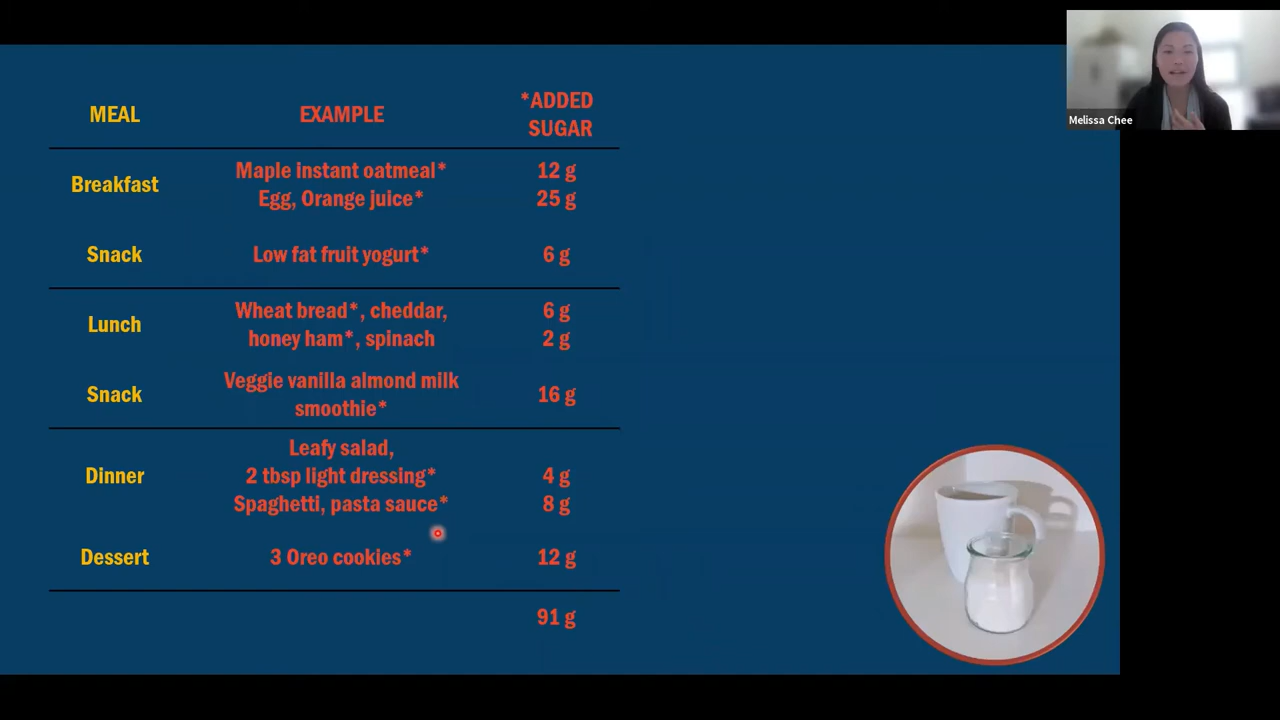 MEAL EXAMPLE *ADDED SUGAR
Breakfast
Maple instant oatmeal* 12 g
Egg, Orange juice* 25 g
Snack Low fat fruit yogurt* 6 g
Lunch
Wheat bread*, cheddar, 6 g
honey ham*, spinach 2 g
Snack
Veggie vanilla almond milk
smoothie*
16 g
Dinner
Leafy salad,
2 tbsp light dressing* 4 g
Spaghetti, pasta sauce* 8 g
Dessert 3 Oreo cookies* 12 g
91 g
Melissa Chee